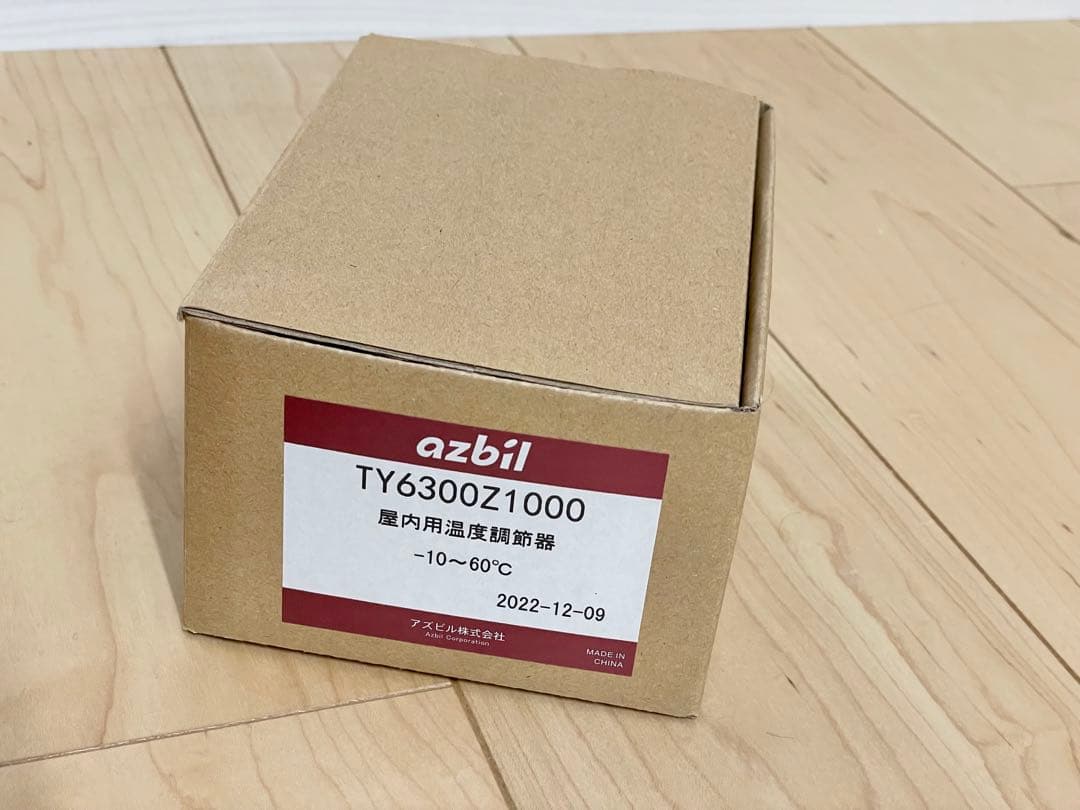 azbil
TY6300Z1000
屋内用温度調節器
-10～60℃
2022-12-09
アズビル株式会社
Azbil Corporation
MADE IN
CHINA